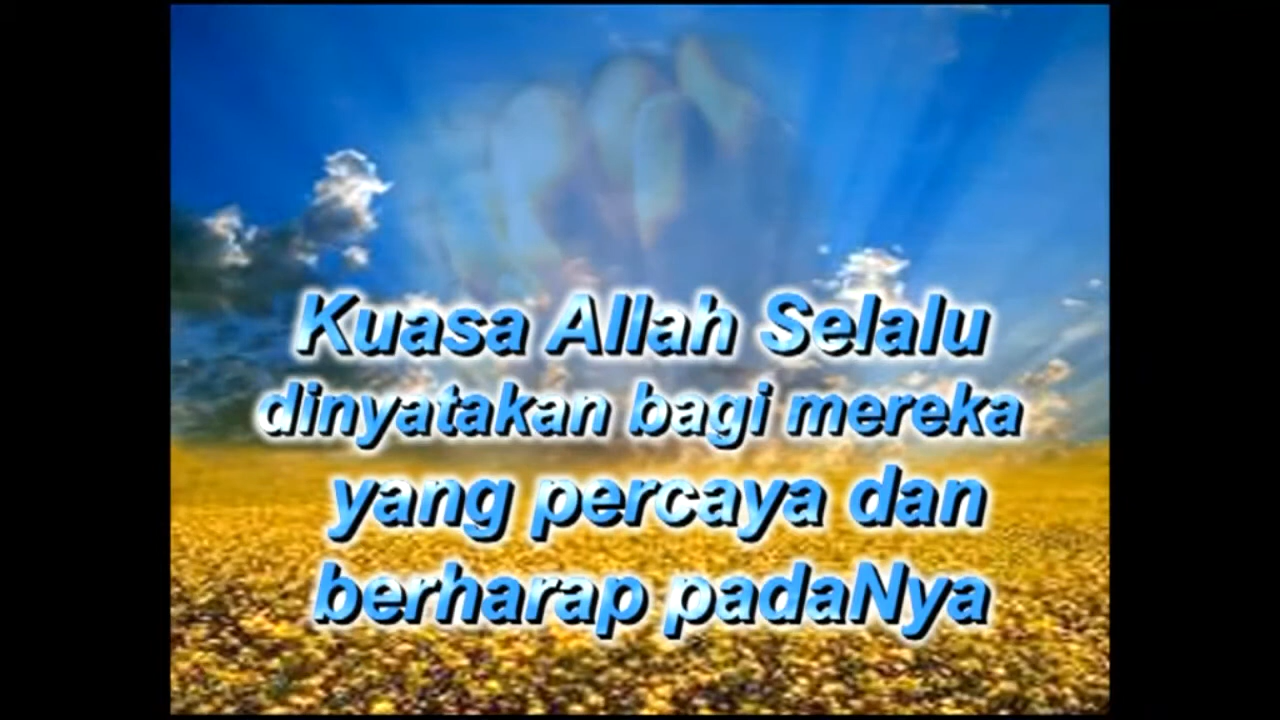 Kuasa Allah Selalu
dinyatakan bagi mereka
yang percaya dan
berharap padaNya